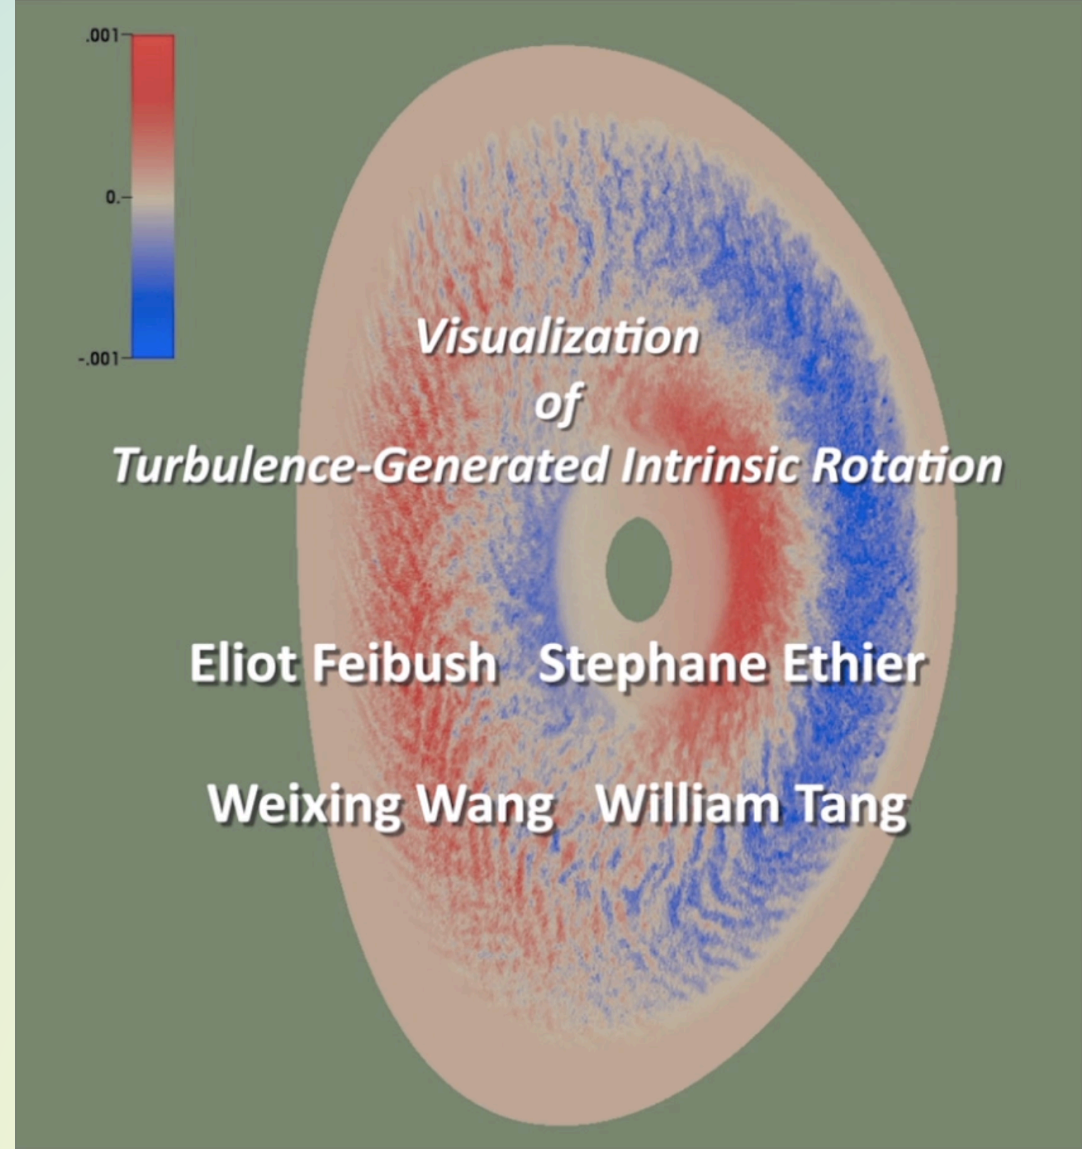 .001
0.
-.001
Visualization
of
Turbulence-Generated Intrinsic Rotation
Eliot Feibush Stephane Ethier
Weixing Wang William Tang